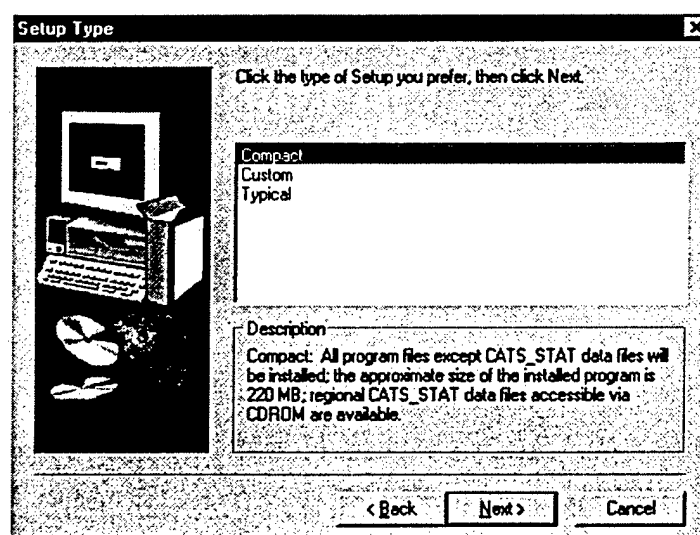 Setup Type
Click the type of Setup you prefer, then click Next.
Compact
Custom
Typical
Description
Compact: All program files except CATS_STAT data files will
be installed; the approximate size of the installed program is
220 MB; regional CATS_STAT data files accessible via
CDROM are available.
< Back
Next >
Cancel